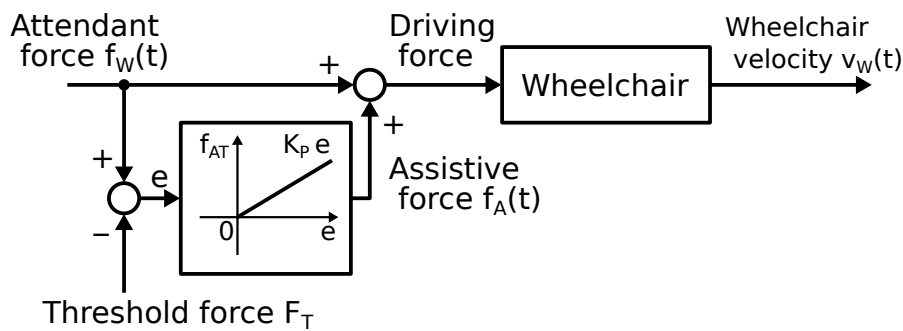 Attendant
force f_W(t)
+
+
−
e
Threshold force F_T
f_AT
K_P e
0
e
Driving
force
+
Assistive
force f_A(t)
Wheelchair
Wheelchair
velocity v_W(t)